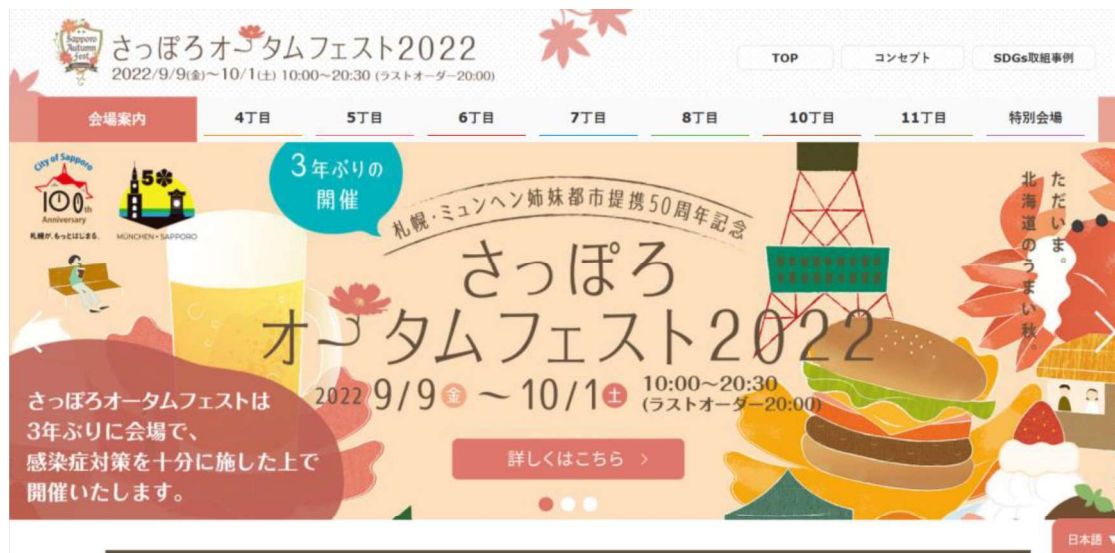 Sapporo
Autumn
Fest
さっぽろオータムフェスト2022
2022/9/9(金)～10/1(土) 10:00～20:30 (ラストオーダー20:00)
TOP
コンセプト
SDGs取組事例
会場案内
4丁目
5丁目
6丁目
7丁目
8丁目
10丁目
11丁目
特別会場
City of Sapporo
100th
Anniversary
札幌が、もっとはじまる。
50
MÜNCHEN・SAPPORO
3年ぶりの
開催
札幌・ミュンヘン姉妹都市提携50周年記念
さっぽろ
オータムフェスト2022
2022 9/9 金 ～ 10/1 土 10:00～20:30
(ラストオーダー20:00)
ただいま。
北海道のうまい秋。
さっぽろオータムフェストは
3年ぶりに会場で、
感染症対策を十分に施した上で
開催いたします。
詳しくはこちら >
日本語 ▼